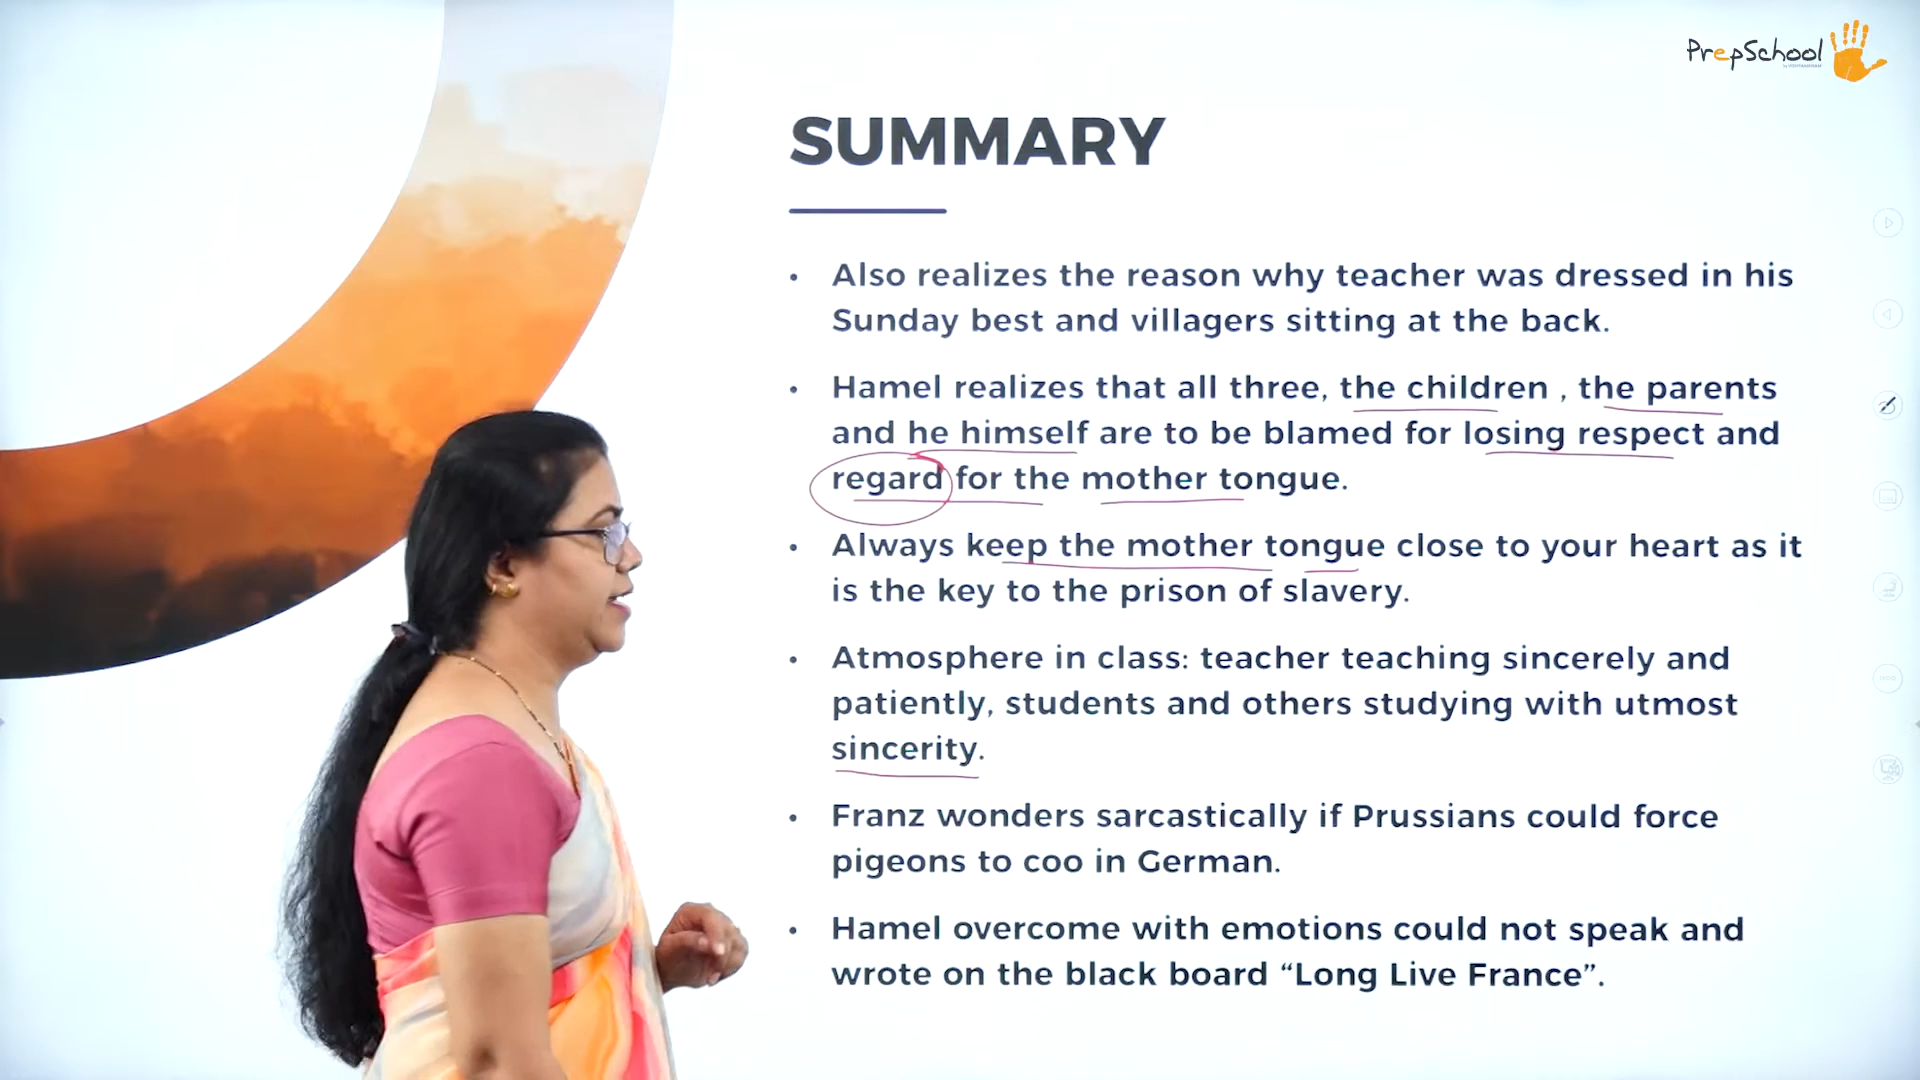 PrepSchool
SUMMARY
• Also realizes the reason why teacher was dressed in his
Sunday best and villagers sitting at the back.
• Hamel realizes that all three, the children , the parents
and he himself are to be blamed for losing respect and
regard for the mother tongue.
• Always keep the mother tongue close to your heart as it
is the key to the prison of slavery.
• Atmosphere in class: teacher teaching sincerely and
patiently, students and others studying with utmost
sincerity.
• Franz wonders sarcastically if Prussians could force
pigeons to coo in German.
• Hamel overcome with emotions could not speak and
wrote on the black board “Long Live France”.